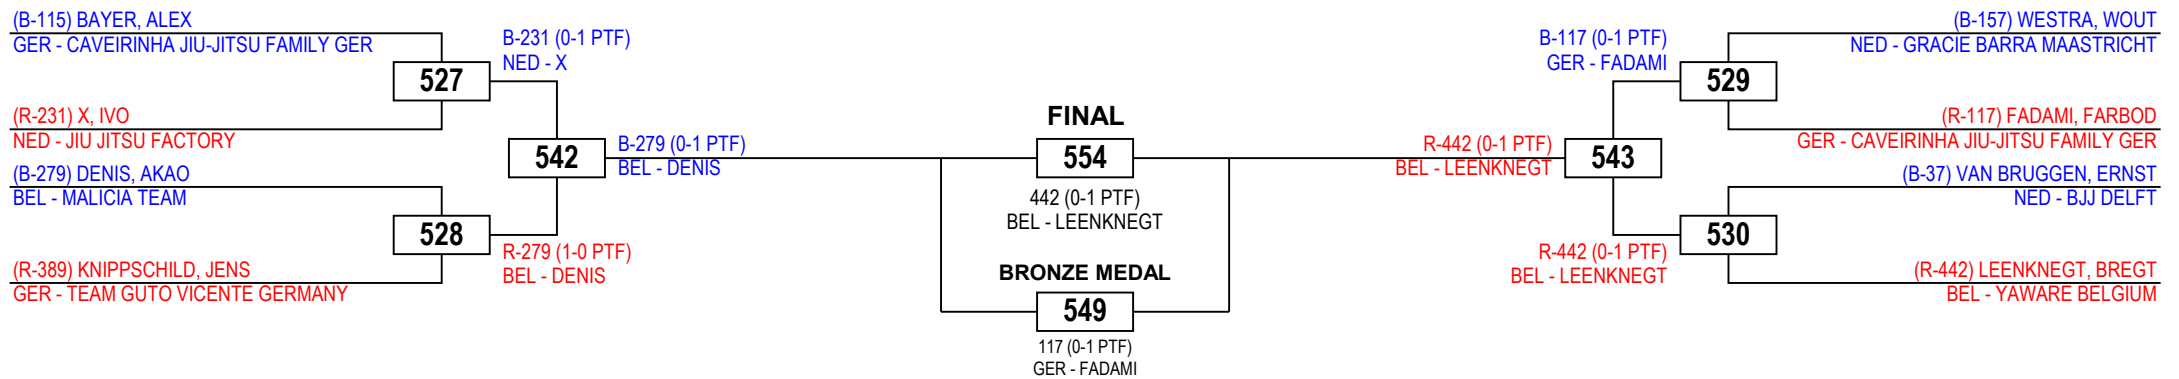 (B-115) BAYER, ALEX
GER - CAVEIRINHA JIU-JITSU FAMILY GER
527
(R-231) X, IVO
NED - JIU JITSU FACTORY
(B-279) DENIS, AKAO
BEL - MALICIA TEAM
528
(R-389) KNIPPSCHILD, JENS
GER - TEAM GUTO VICENTE GERMANY
B-231 (0-1 PTF)
NED - X
542
R-279 (1-0 PTF)
BEL - DENIS
B-279 (0-1 PTF)
BEL - DENIS
FINAL
554
442 (0-1 PTF)
BEL - LEENKNEGT
BRONZE MEDAL
549
117 (0-1 PTF)
GER - FADAMI
R-442 (0-1 PTF)
BEL - LEENKNEGT
B-117 (0-1 PTF)
GER - FADAMI
543
R-442 (0-1 PTF)
BEL - LEENKNEGT
(B-157) WESTRA, WOUT
NED - GRACIE BARRA MAASTRICHT
529
(R-117) FADAMI, FARBOD
GER - CAVEIRINHA JIU-JITSU FAMILY GER
(B-37) VAN BRUGGEN, ERNST
NED - BJJ DELFT
530
(R-442) LEENKNEGT, BREGT
BEL - YAWARE BELGIUM